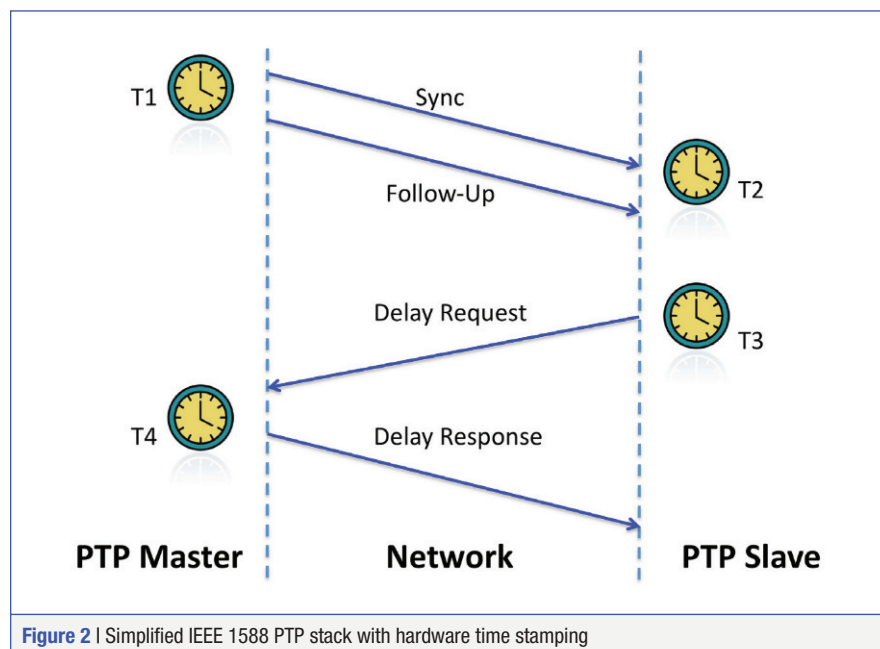 T1
Sync
T2
Follow-Up
Delay Request
T3
T4
Delay Response
PTP Master
Network
PTP Slave
Figure 2 | Simplified IEEE 1588 PTP stack with hardware time stamping